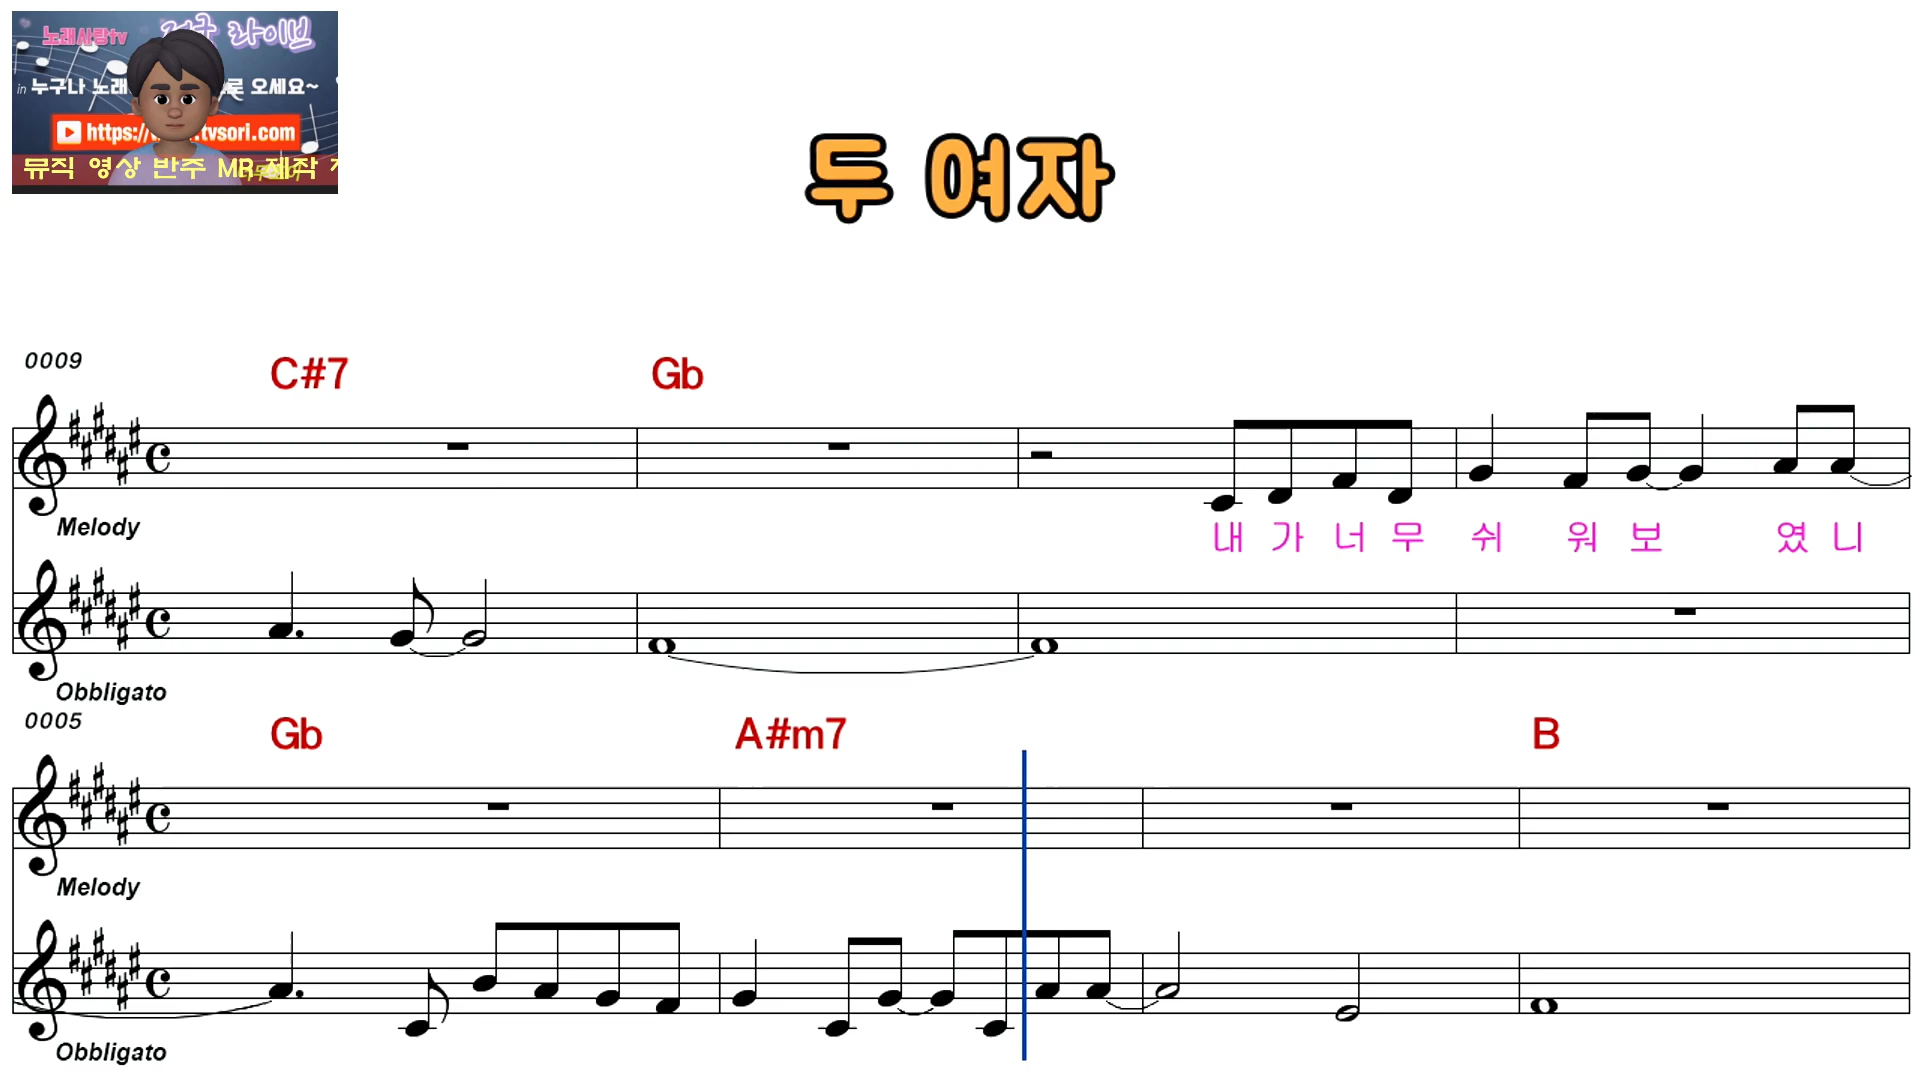 노래사랑tv 라이브
in 누구나 노래 로 오세요~
https:// .tvsori.com
뮤직 영상 반주 MR 제작
두 여자
0009
C#7 Gb
Melody
내 가 너 무 쉬 워 보 였 니
Obbligato
0005
Gb A#m7 B
Melody
Obbligato